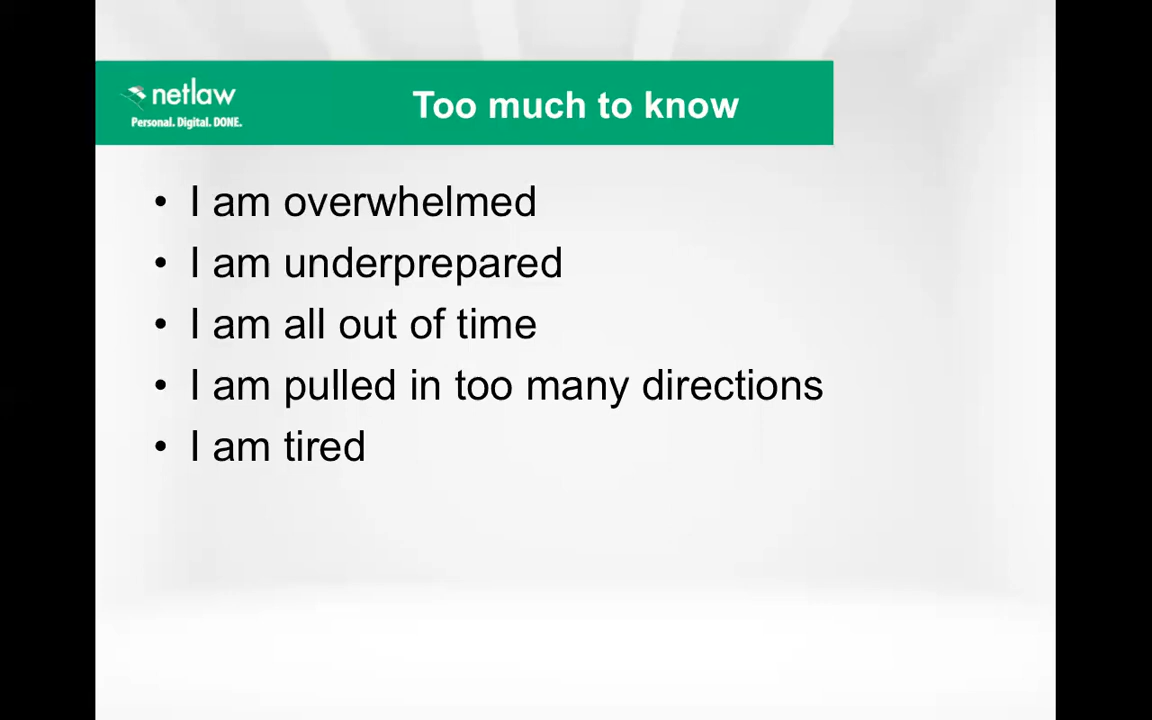 netlaw
Personal. Digital. DONE.
Too much to know
• I am overwhelmed
• I am underprepared
• I am all out of time
• I am pulled in too many directions
• I am tired